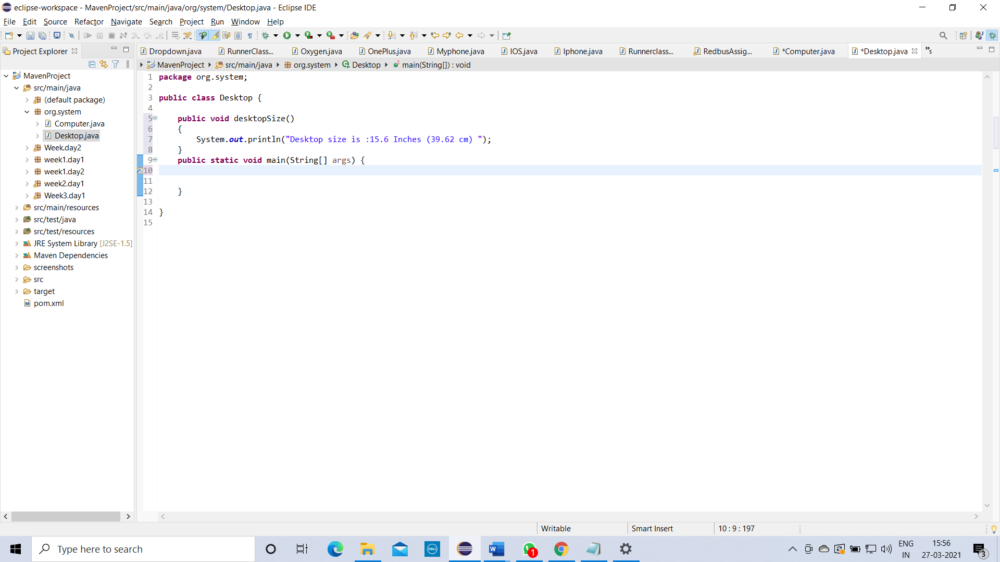 eclipse-workspace - MavenProject/src/main/java/org/system/Desktop.java - Eclipse IDE
File Edit Source Refactor Navigate Search Project Run Window Help
Project Explorer
Dropdown.java RunnerClass... Oxygen.java OnePlus.java Myphone.java IOS.java Iphone.java Runnerclass... RedbusAssig... *Computer.java *Desktop.java »5
MavenProject src/main/java org.system Desktop main(String[]) : void
MavenProject
src/main/java
(default package)
org.system
Computer.java
Desktop.java
Week.day2
week1.day1
week1.day2
week2.day1
Week3.day1
src/main/resources
src/test/java
src/test/resources
JRE System Library [J2SE-1.5]
Maven Dependencies
screenshots
src
target
pom.xml
1 package org.system;
2
3 public class Desktop {
4
5 public void desktopSize()
6 {
7 System.out.println("Desktop size is :15.6 Inches (39.62 cm) ");
8 }
9 public static void main(String[] args) {
10
11
12 }
13
14 }
15
Writable Smart Insert 10 : 9 : 197
Type here to search
DELL
W
1
ENG
IN
15:56
27-03-2021
3